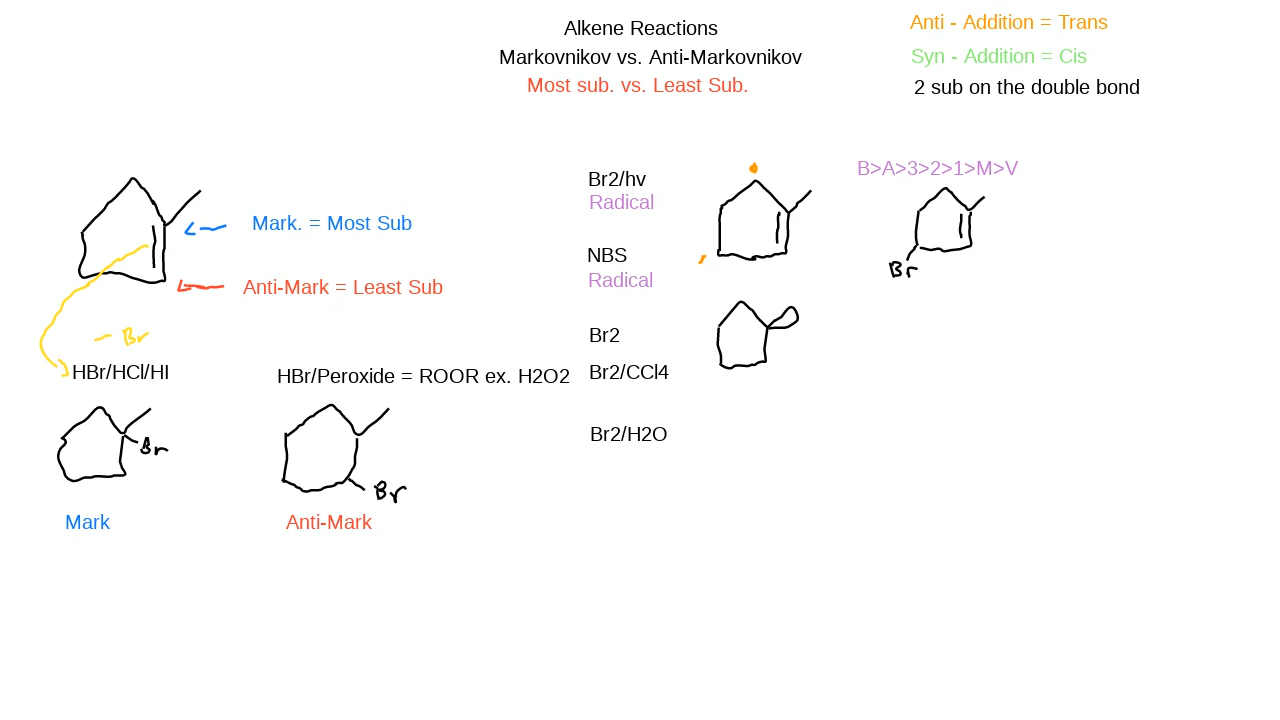 Alkene Reactions
Markovnikov vs. Anti-Markovnikov
Most sub. vs. Least Sub.
Anti - Addition = Trans
Syn - Addition = Cis
2 sub on the double bond
Mark. = Most Sub
Anti-Mark = Least Sub
Br
HBr/HCl/HI
HBr/Peroxide = ROOR ex. H2O2
Br
Br
Mark
Anti-Mark
Br2/hv
Radical
NBS
Radical
Br2
Br2/CCl4
Br2/H2O
B>A>3>2>1>M>V
Br